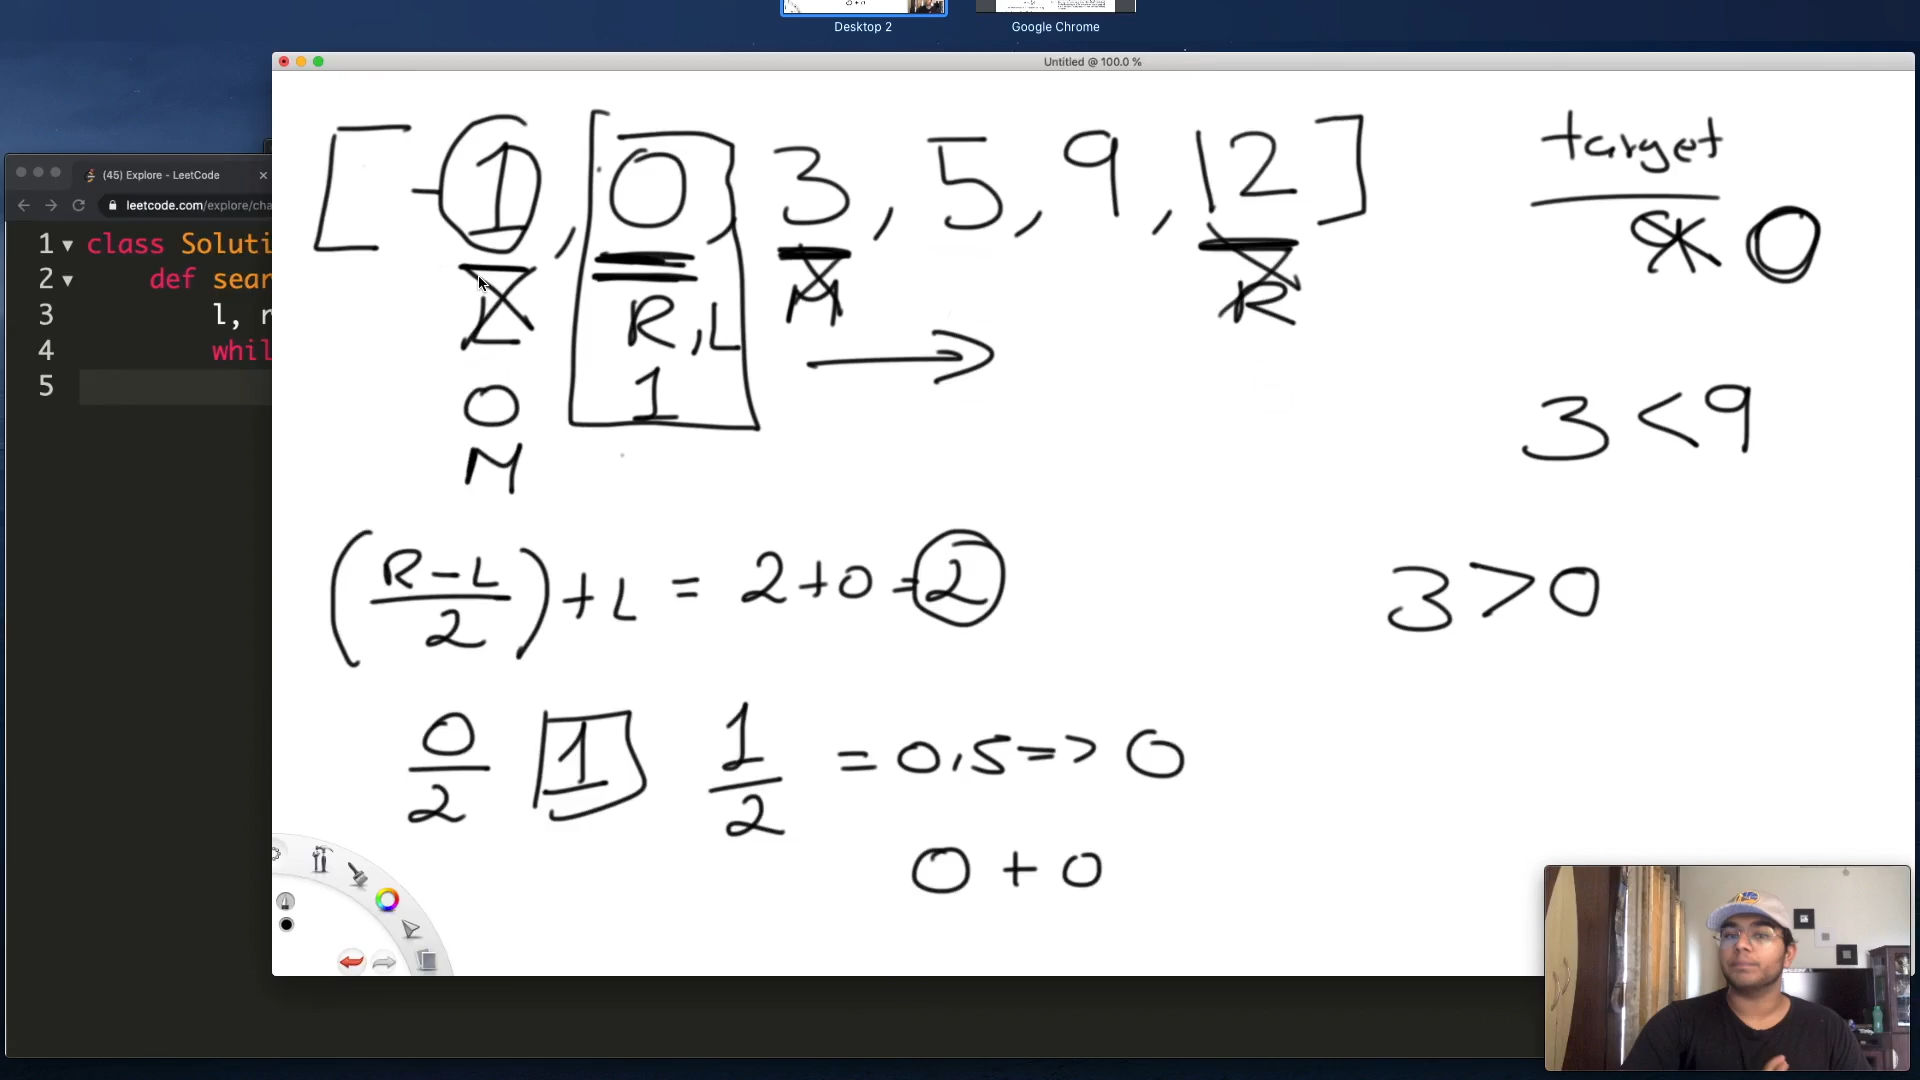 Desktop 2
Google Chrome
Untitled @ 100.0 %
(45) Explore - LeetCode
leetcode.com/explore/cha
1 class Soluti
2 def sear
3 l, r
4 whil
5
[ -1, 0, 3, 5, 9, 12 ]
target
9 0
L R, L M R
0 1
M
3 < 9
(R-L/2) + L = 2 + 0 = 2
3 > 0
0/2 1 1/2 = 0.5 => 0
0 + 0